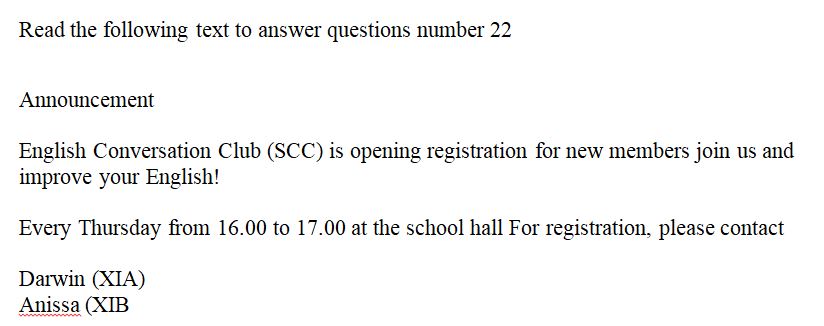 Read the following text to answer questions number 22
Announcement
English Conversation Club (SCC) is opening registration for new members join us and
improve your English!
Every Thursday from 16.00 to 17.00 at the school hall For registration, please contact
Darwin (XIA)
Anissa (XIB